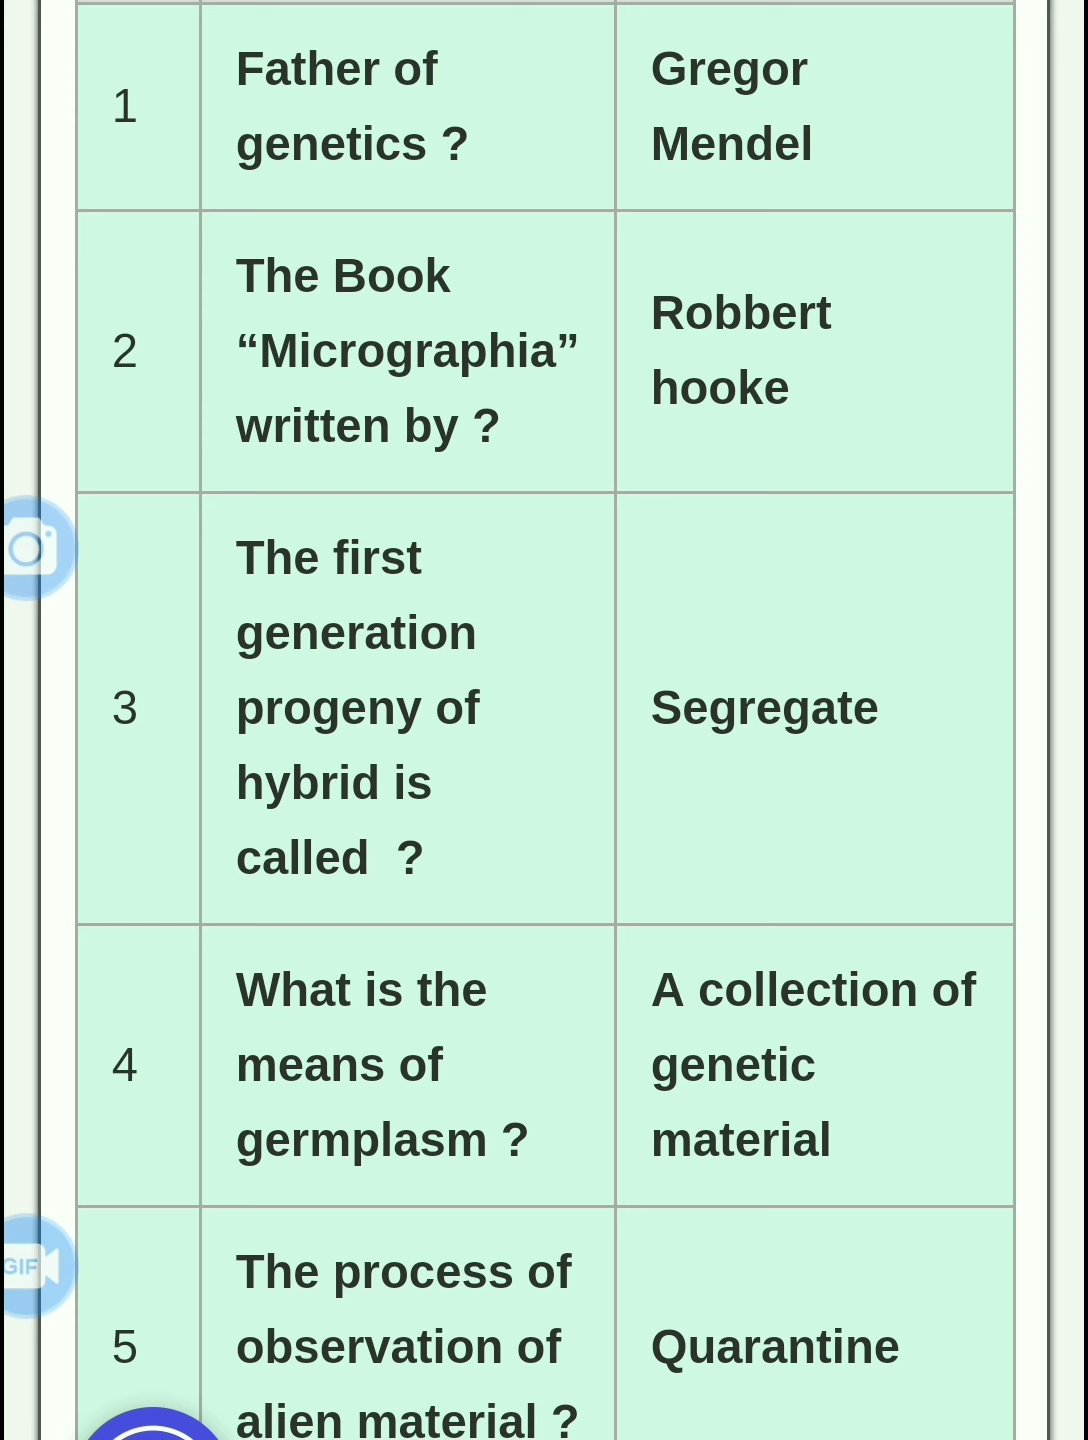 1
Father of
genetics ?
Gregor
Mendel
2
The Book
“Micrographia”
written by ?
Robbert
hooke
3
The first
generation
progeny of
hybrid is
called  ?
Segregate
4
What is the
means of
germplasm ?
A collection of
genetic
material
5
The process of
observation of
alien material ?
Quarantine
GIF